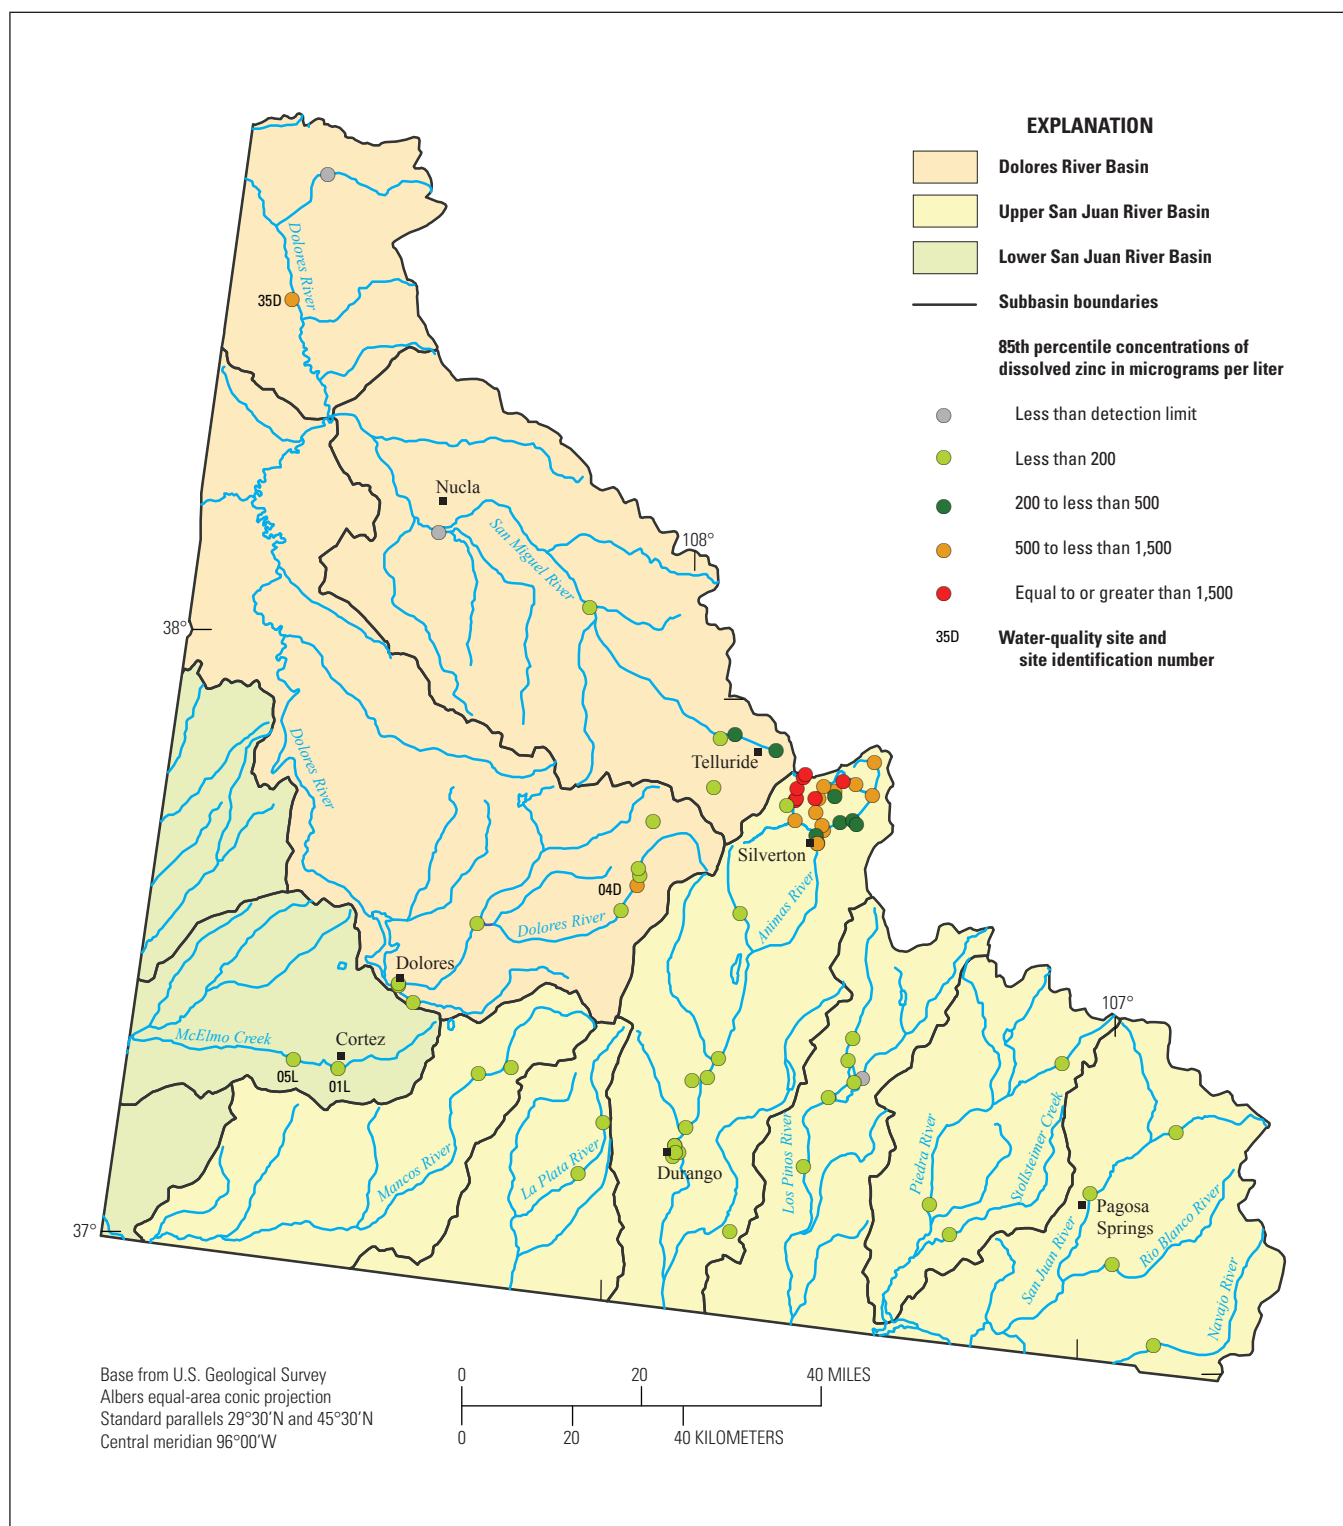 EXPLANATION
Dolores River Basin
Upper San Juan River Basin
Lower San Juan River Basin
Subbasin boundaries
85th percentile concentrations of
dissolved zinc in micrograms per liter
Less than detection limit
Less than 200
200 to less than 500
500 to less than 1,500
Equal to or greater than 1,500
35D
Water-quality site and
site identification number
Dolores River
35D
Nucla
San Miguel River
108°
38°
Dolores River
Telluride
Silverton
04D
Dolores River
Animas River
Dolores
107°
McElmo Creek
Cortez
05L
01L
Mancos River
La Plata River
Durango
Los Pinos River
Piedra River
Stollsteimer Creek
Pagosa
Springs
San Juan River
Rio Blanco River
Navajo River
37°
Base from U.S. Geological Survey
Albers equal-area conic projection
Standard parallels 29°30'N and 45°30'N
Central meridian 96°00'W
0 20 40 MILES
0 20 40 KILOMETERS